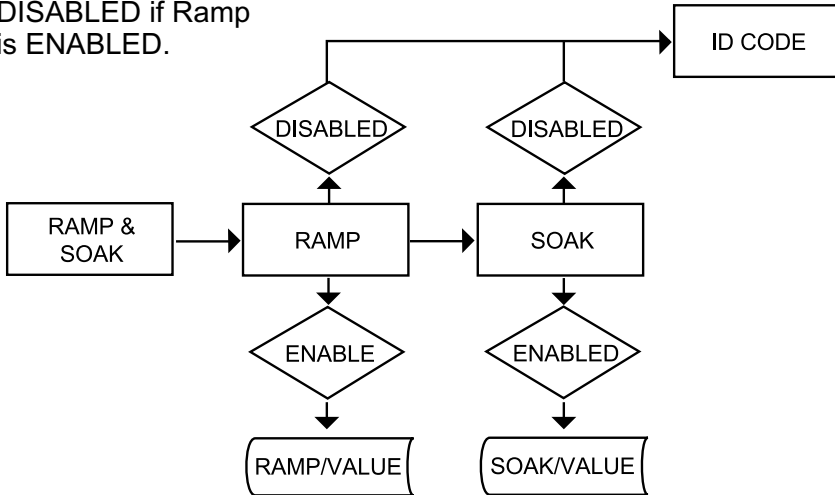 DISABLED if Ramp
is ENABLED.
ID CODE
DISABLED
DISABLED
RAMP &
SOAK
RAMP
SOAK
ENABLE
ENABLED
RAMP/VALUE
SOAK/VALUE